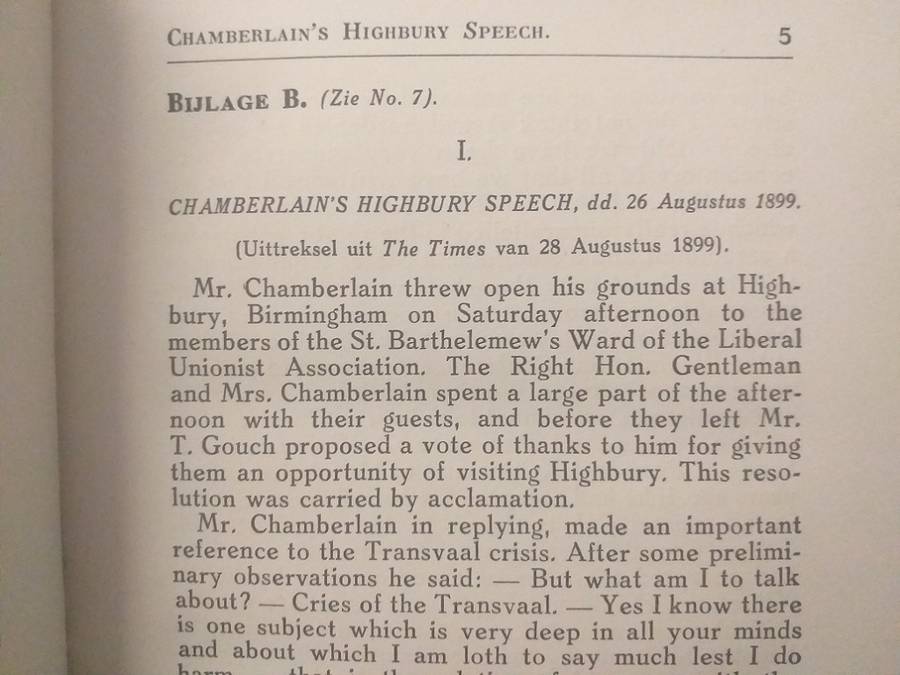 CHAMBERLAIN'S HIGHBURY SPEECH. 5
BIJLAGE B. (Zie No. 7).
I.
CHAMBERLAIN'S HIGHBURY SPEECH, dd. 26 Augustus 1899.
(Uittreksel uit The Times van 28 Augustus 1899).
Mr. Chamberlain threw open his grounds at High-
bury, Birmingham on Saturday afternoon to the
members of the St. Barthelemew's Ward of the Liberal
Unionist Association. The Right Hon. Gentleman
and Mrs. Chamberlain spent a large part of the after-
noon with their guests, and before they left Mr.
T. Gouch proposed a vote of thanks to him for giving
them an opportunity of visiting Highbury. This reso-
lution was carried by acclamation.
Mr. Chamberlain in replying, made an important
reference to the Transvaal crisis. After some prelimi-
nary observations he said: — But what am I to talk
about? — Cries of the Transvaal. — Yes I know there
is one subject which is very deep in all your minds
and about which I am loth to say much lest I do